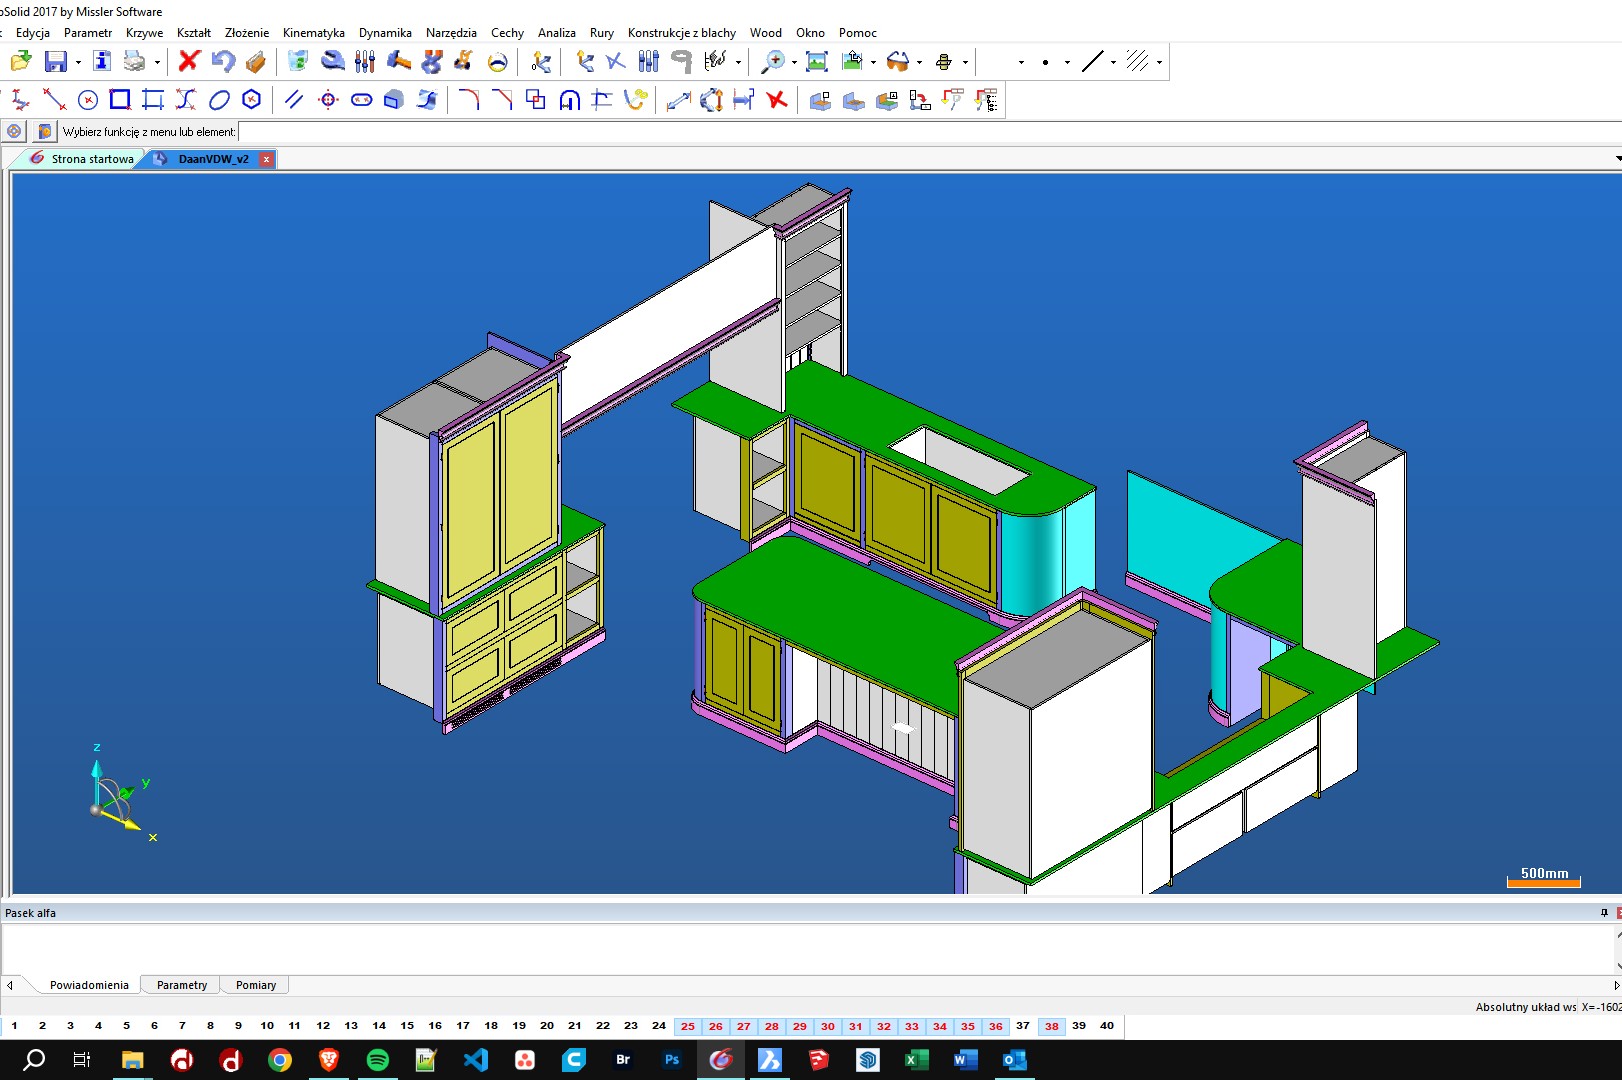 oSolid 2017 by Missler Software
Edycja Parametr Krzywe Kształt Złożenie Kinematyka Dynamika Narzędzia Cechy Analiza Rury Konstrukcje z blachy Wood Okno Pomoc
Wybierz funkcję z menu lub element:
Strona startowa DaanVDW_v2
z
y
x
500mm
Pasek alfa
Powiadomienia Parametry Pomiary
Absolutny układ ws X=-1602
1 2 3 4 5 6 7 8 9 10 11 12 13 14 15 16 17 18 19 20 21 22 23 24 25 26 27 28 29 30 31 32 33 34 35 36 37 38 39 40
Br Ps